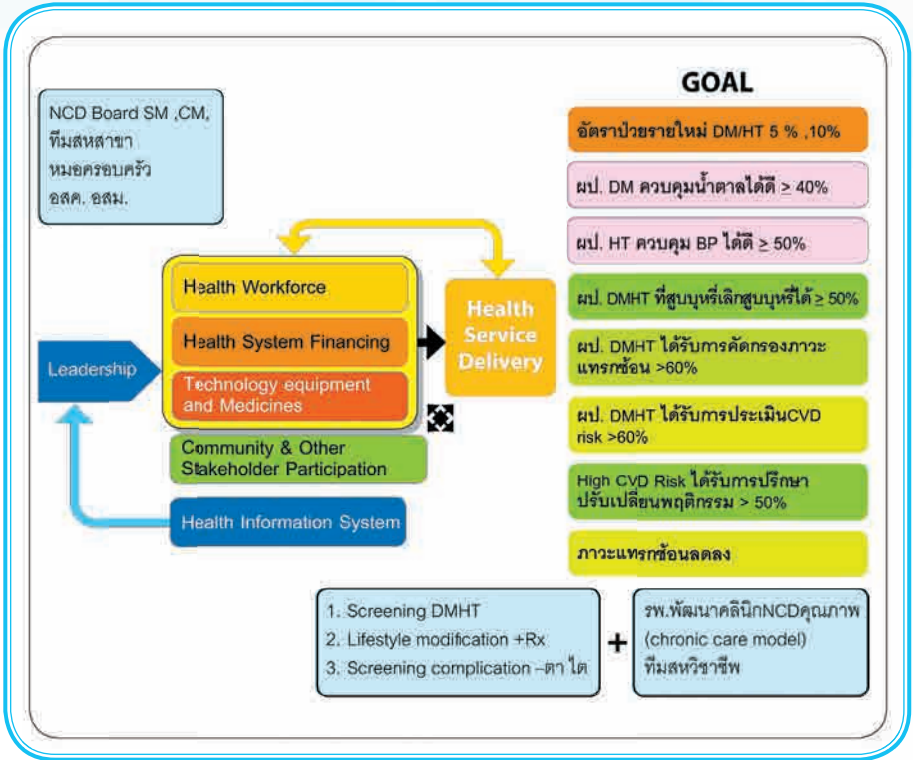 NCD Board SM ,CM,
ทีมสหสาขา
หมอครอบครัว
อสค. อสม.
Leadership
Health Workforce
Health System Financing
Technology equipment
and Medicines
Community & Other
Stakeholder Participation
Health Information System
Health
Service
Delivery
GOAL
อัตราป่วยรายใหม่ DM/HT 5 % ,10%
ผป. DM ควบคุมน้ำตาลได้ดี ≥ 40%
ผป. HT ควบคุม BP ได้ดี ≥ 50%
ผป. DMHT ที่สูบบุหรี่เลิกสูบบุหรี่ได้ ≥ 50%
ผป. DMHT ได้รับการคัดกรองภาวะ
แทรกซ้อน >60%
ผป. DMHT ได้รับการประเมินCVD
risk >60%
High CVD Risk ได้รับการปรึกษา
ปรับเปลี่ยนพฤติกรรม > 50%
ภาวะแทรกซ้อนลดลง
1. Screening DMHT
2. Lifestyle modification +Rx
3. Screening complication –ตา ไต
+
รพ.พัฒนาคลินิกNCDคุณภาพ
(chronic care model)
ทีมสหวิชาชีพ